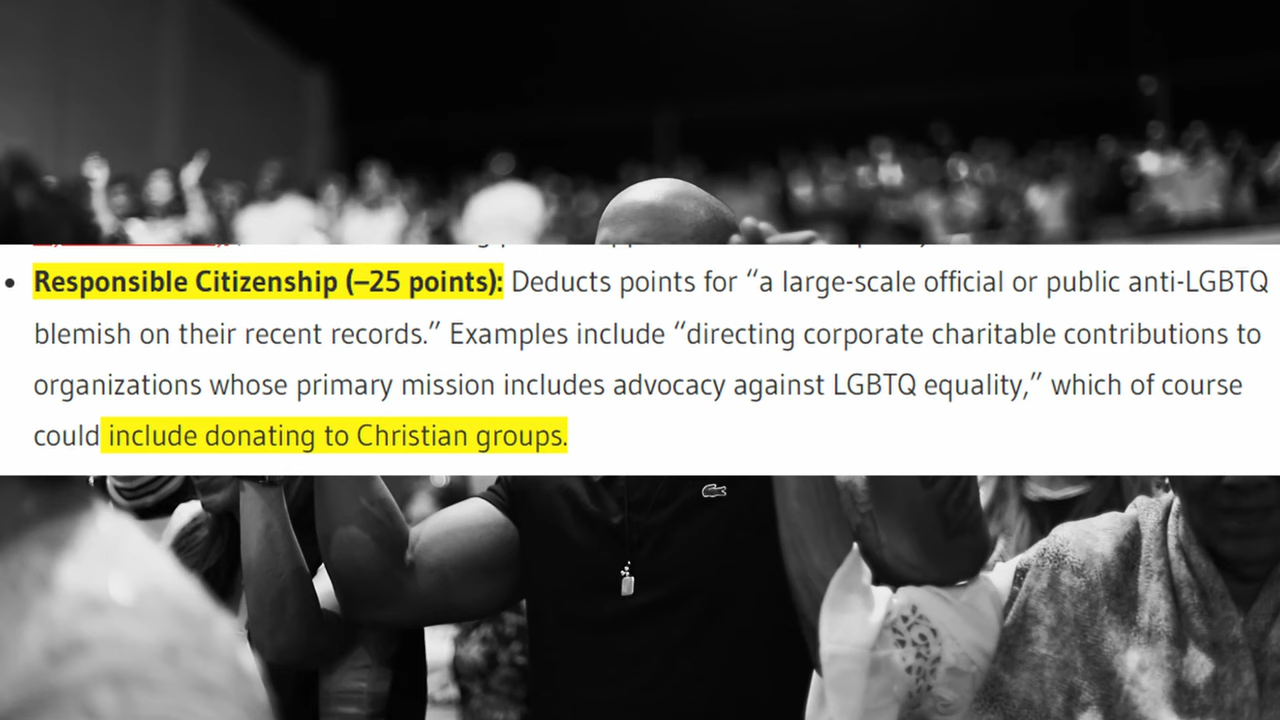 • Responsible Citizenship (–25 points): Deducts points for “a large-scale official or public anti-LGBTQ
blemish on their recent records.” Examples include “directing corporate charitable contributions to
organizations whose primary mission includes advocacy against LGBTQ equality,” which of course
could include donating to Christian groups.